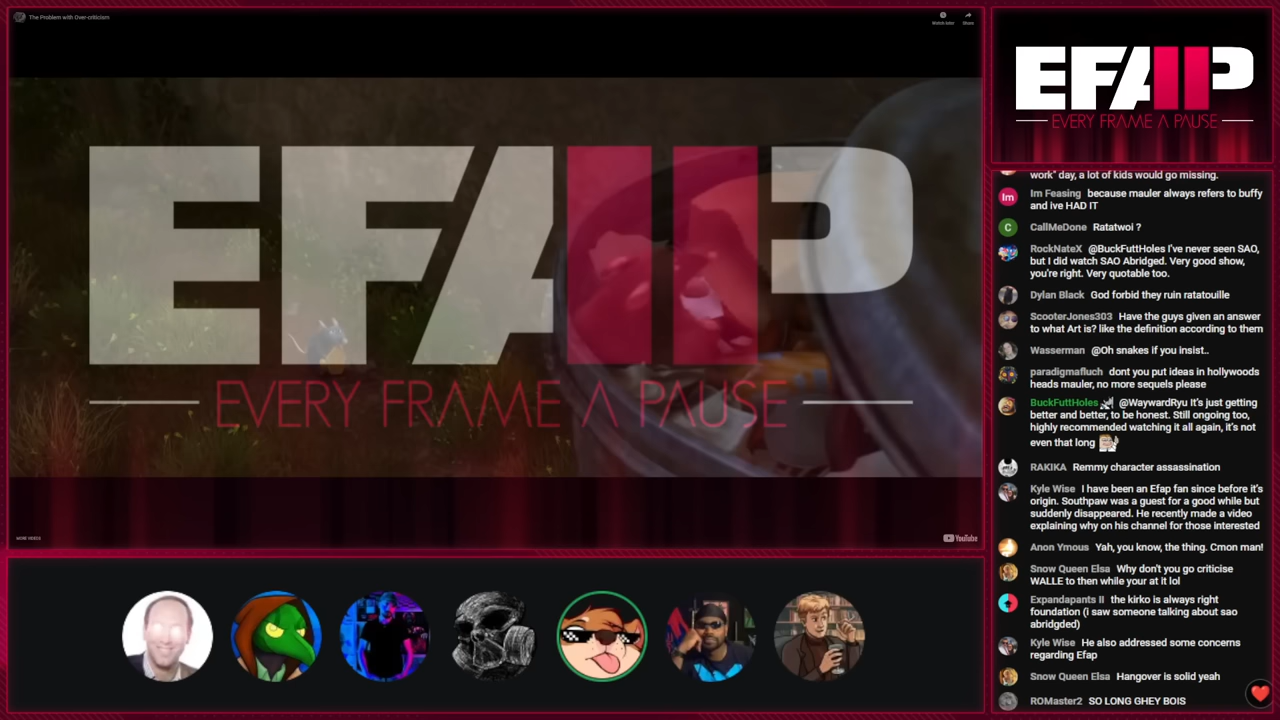 The Problem with Over-criticism
Watch later
Share
EFAP
EVERY FRAME A PAUSE
MORE VIDEOS
YouTube
EFAP
EVERY FRAME A PAUSE
work" day, a lot of kids would go missing.
Im
Im Feasing because mauler always refers to buffy
and ive HAD IT
C
CallMeDone Ratatwoi ?
RockNateX @BuckFuttHoles I've never seen SAO,
but I did watch SAO Abridged. Very good show,
you're right. Very quotable too.
Dylan Black God forbid they ruin ratatouille
ScooterJones303 Have the guys given an answer
to what Art is? like the definition according to them
Wasserman @Oh snakes if you insist..
paradigmafluch dont you put ideas in hollywoods
heads mauler, no more sequels please
BuckFuttHoles @WaywardRyu It's just getting
better and better, to be honest. Still ongoing too,
highly recommended watching it all again, it's not
even that long
RAKIKA Remmy character assassination
Kyle Wise I have been an Efap fan since before it's
origin. Southpaw was a guest for a good while but
suddenly disappeared. He recently made a video
explaining why on his channel for those interested
Anon Ymous Yah, you know, the thing. Cmon man!
Snow Queen Elsa Why don't you go criticise
WALLE to then while your at it lol
Expandapants II the kirko is always right
foundation (i saw someone talking about sao
abridgded)
Kyle Wise He also addressed some concerns
regarding Efap
Snow Queen Elsa Hangover is solid yeah
ROMaster2 SO LONG GHEY BOIS